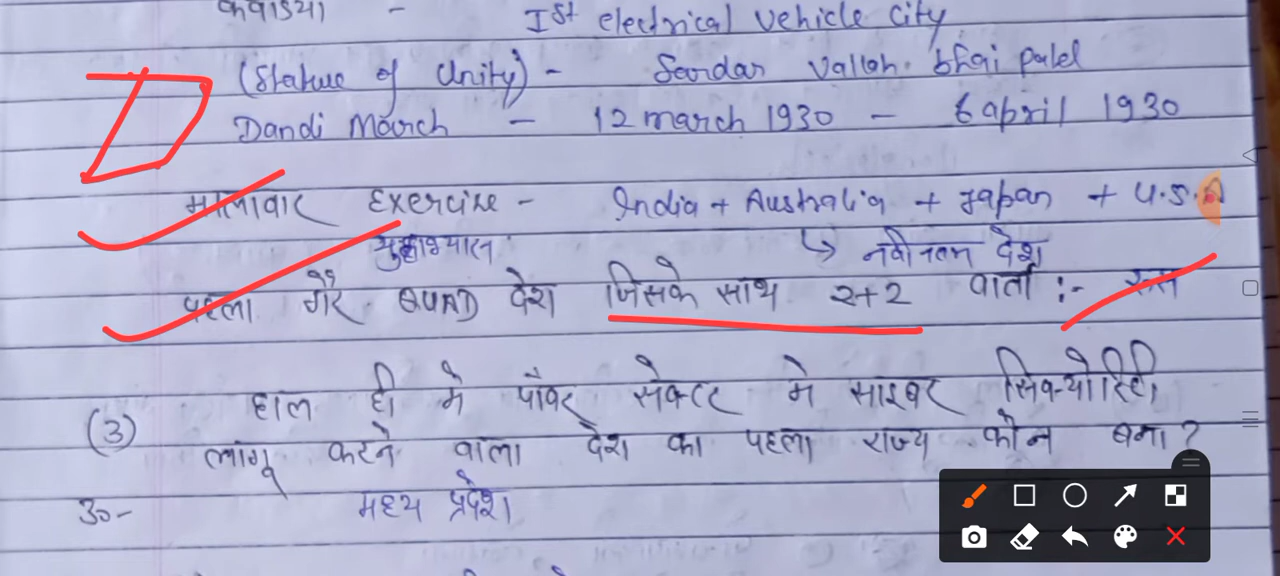 केवडिया - Ist electrical vehicle city
(Statue of Unity) - Sardar Vallah. bhai patel
Dandi March - 12 march 1930 - 6 april 1930
मालावार Exercise - India + Australia + Japan + U.S.A
युद्धाभ्यास ↳ नवीनतम देश
पहला गैर QUAD देश जिसके साथ 2+2 वार्ता :- रूस
(3) हाल ही मे पॉवर सेक्टर मे साइबर सिक्योरिटी
लागू करने वाला देश का पहला राज्य कौन बना?
उ०- मध्य प्रदेश।